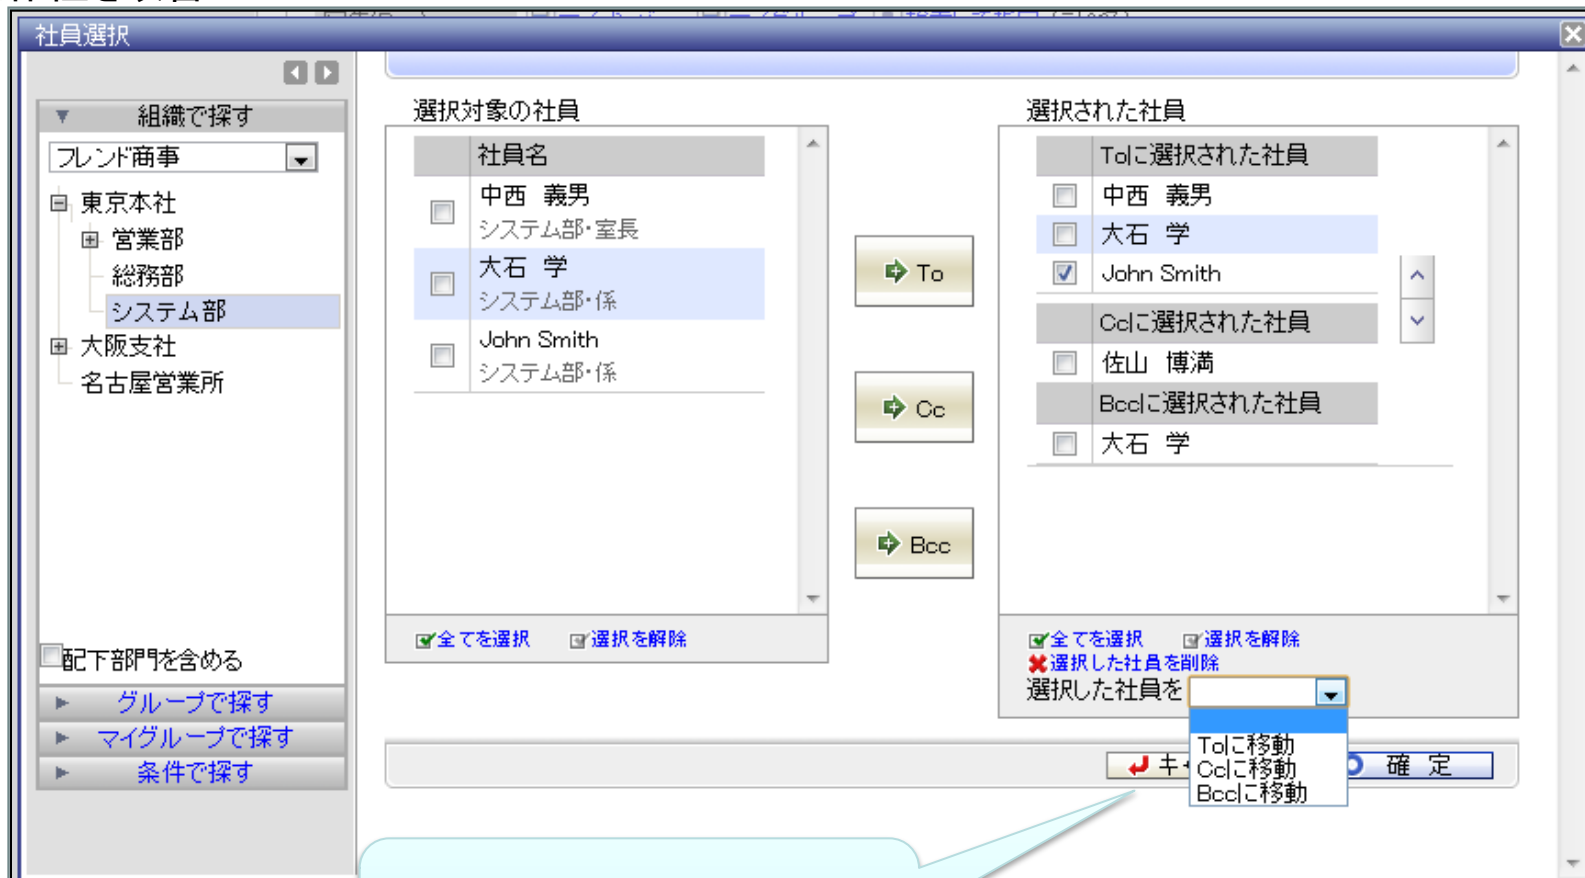 社員選択
組織で探す
フレンド商事
東京本社
営業部
総務部
システム部
大阪支社
名古屋営業所
配下部門を含める
グループで探す
マイグループで探す
条件で探す
選択対象の社員
社員名
中西 義男
システム部・室長
大石 学
システム部・係
John Smith
システム部・係
全てを選択 選択を解除
To
Cc
Bcc
選択された社員
Toに選択された社員
中西 義男
大石 学
John Smith
Ccに選択された社員
佐山 博満
Bccに選択された社員
大石 学
全てを選択 選択を解除
選択した社員を削除
選択した社員を
Toに移動
Ccに移動
Bccに移動
キ
確 定